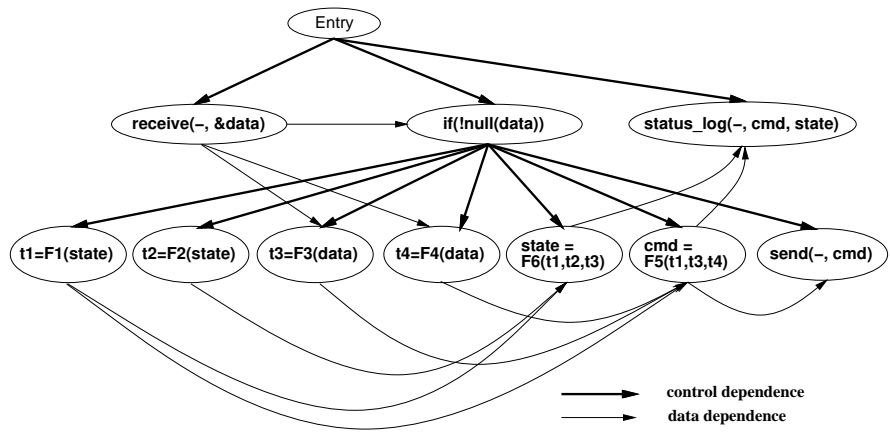 Entry
receive(−, &data)
if(!null(data))
status_log(−, cmd, state)
t1=F1(state)
t2=F2(state)
t3=F3(data)
t4=F4(data)
state =
F6(t1,t2,t3)
cmd =
F5(t1,t3,t4)
send(−, cmd)
control dependence
data dependence